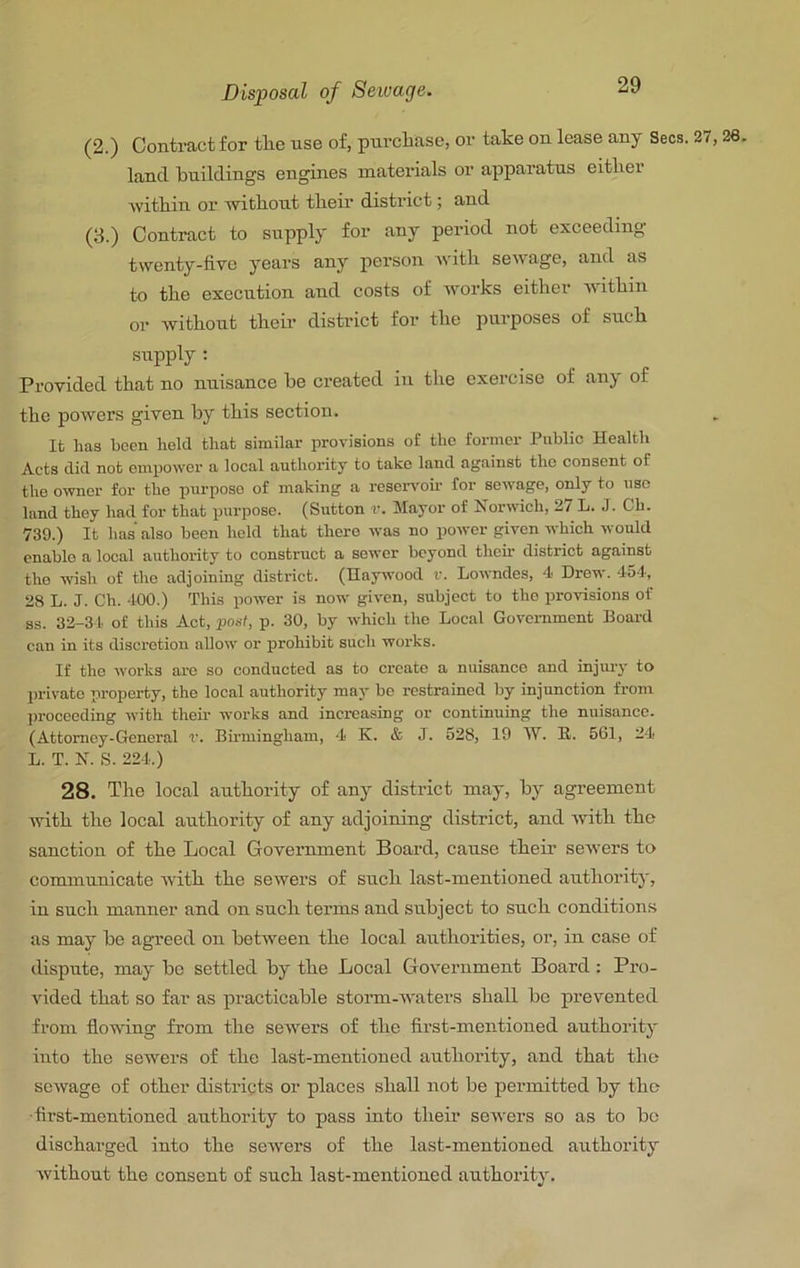 Disposal of Sewage.
29
(2.) Contract for the use of, purchase, or take on lease any Secs. 27, 28.
land buildings engines materials or apparatus either
within or without their district; and
(3.) Contract to supply for any period not exceeding
twenty-five years any person with sewage, and as
to the execution and costs of works either within
or without their district for the purposes of such
supply :
Provided that no nuisance be created in the exercise of any of
the powers given by this section.
It has been held that similar provisions of the former Public Health
Acts did not empower a local authority to take land against the consent of
the owner for the purpose of making a reservoir for sewage, only to use
land they had for that purpose. (Sutton v. Mayor of Norwich, 27 L. J. Ch.
739.) It has also been held that there was no power given which would
enable a local authority to construct a sewer beyond their district against
the wish of the adjoining district. (Haywood v. Lowndes, 4 Drew. 454,
28 L. J. Ch. 400.) This power is now given, subject to the provisions of
ss. 32-34 of this Act, post, p. 30, by which the Local Government Board
can in its discretion allow or prohibit such works.
If the works are so conducted as to create a nuisance and injury to
private property, the local authority may be restrained by injunction from
proceeding with their works and increasing or continuing the nuisance.
(Attorney-General v. Birmingham, 4 K. & J. 528, 19 W. R. 561, 24
L. T. N. S. 224.)
28. The local authority of any district may, by agreement
with the local authority of any adjoining district, and with the
sanction of the Local Government Board, cause their sewers to
communicate with the sewers of such last-mentioned authority,
in such manner and on such terms and subject to such conditions
as may be agreed on between the local authorities, or, in case of
dispute, may be settled by the Local Government Board : Pro-
vided that so far as practicable storm-waters shall be prevented
from flowing from the sewers of the first-mentioned authority
into the sewers of the last-mentioned authority, and that the
sewage of other districts or places shall not be permitted by the
first-mentioned authority to pass into their sewers so as to be
discharged into the sewers of the last-mentioned authority
without the consent of such last-mentioned authority.